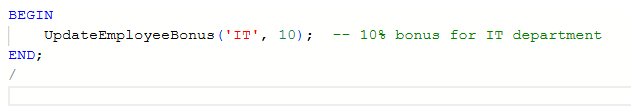 BEGIN
    UpdateEmployeeBonus('IT', 10);  -- 10% bonus for IT department
END;
/